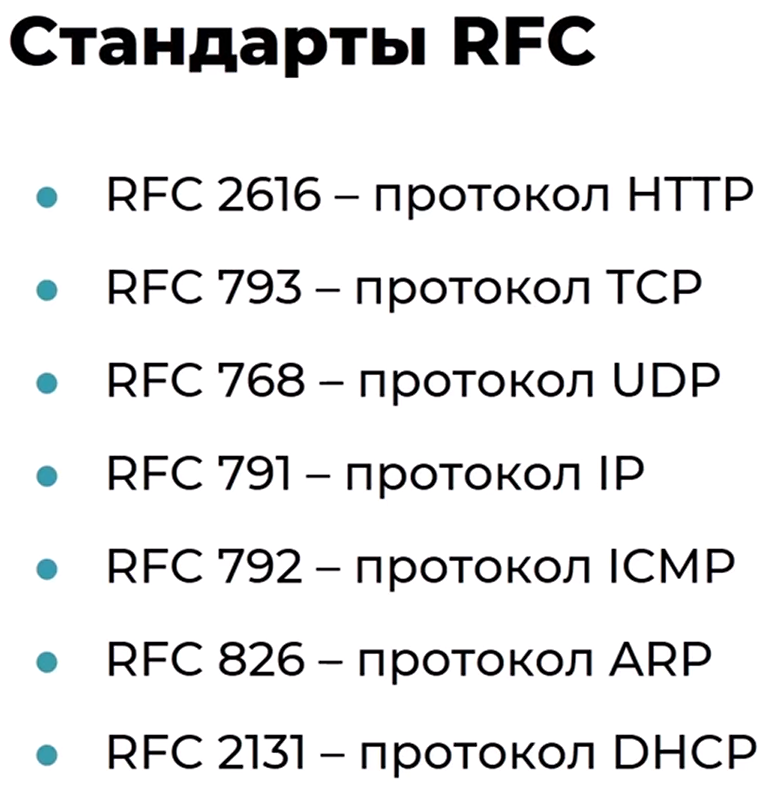 Стандарты RFC
RFC 2616 – протокол HTTP
RFC 793 – протокол TCP
RFC 768 – протокол UDP
RFC 791 – протокол IP
RFC 792 – протокол ICMP
RFC 826 – протокол ARP
RFC 2131 – протокол DHCP